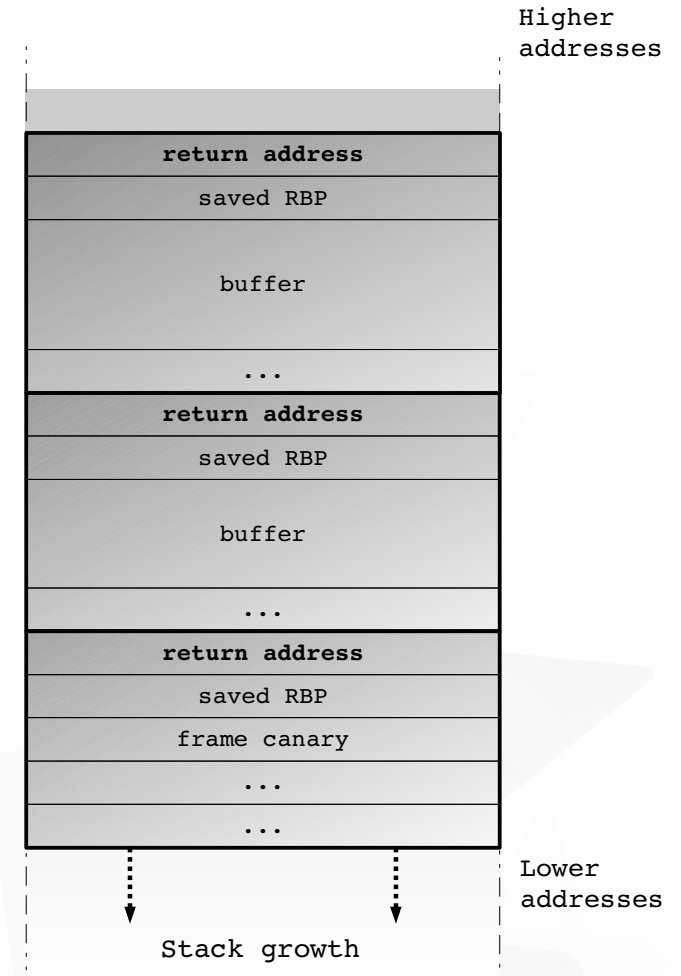 Higher
addresses
return address
saved RBP
buffer
...
return address
saved RBP
buffer
...
return address
saved RBP
frame canary
...
...
Lower
addresses
Stack growth